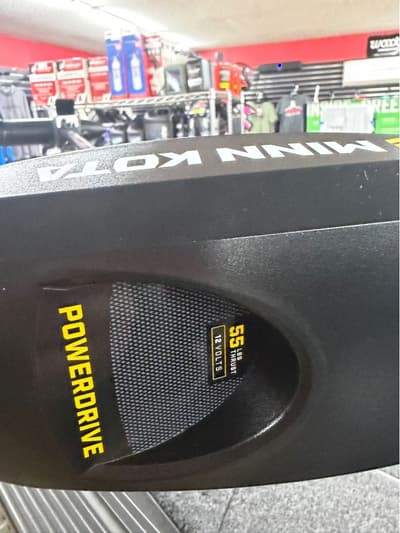 MINN KOTA
POWERDRIVE
55 LBS
THRUST
12 VOLTS